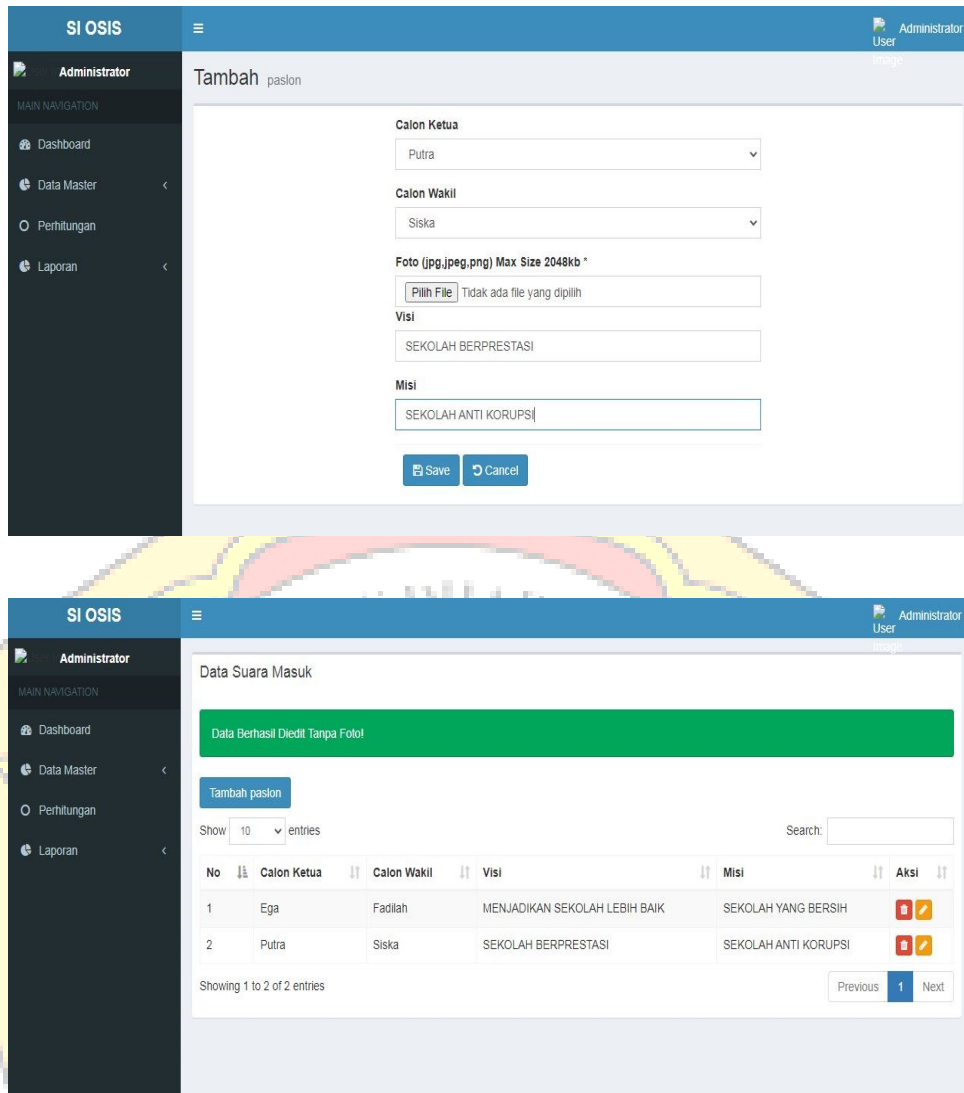 SI OSIS
User Image
Administrator
Administrator
MAIN NAVIGATION
Dashboard
Data Master
Perhitungan
Laporan
Tambah paslon
Calon Ketua
Putra
Calon Wakil
Siska
Foto (jpg,jpeg,png) Max Size 2048kb *
Pilih File Tidak ada file yang dipilih
Visi
SEKOLAH BERPRESTASI
Misi
SEKOLAH ANTI KORUPSI
Save Cancel
SI OSIS
User Image
Administrator
Administrator
MAIN NAVIGATION
Dashboard
Data Master
Perhitungan
Laporan
Data Suara Masuk
Data Berhasil Diedit Tanpa Foto!
Tambah paslon
Show 10 entries Search:
No Calon Ketua Calon Wakil Visi Misi Aksi
1 Ega Fadilah MENJADIKAN SEKOLAH LEBIH BAIK SEKOLAH YANG BERSIH
2 Putra Siska SEKOLAH BERPRESTASI SEKOLAH ANTI KORUPSI
Showing 1 to 2 of 2 entries Previous 1 Next